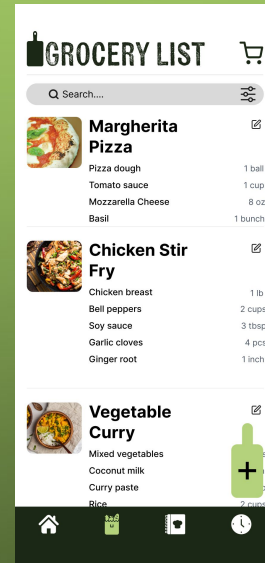 GROCERY LIST
Search....
Margherita
Pizza
Pizza dough 1 ball
Tomato sauce 1 cup
Mozzarella Cheese 8 oz
Basil 1 bunch
Chicken Stir
Fry
Chicken breast 1 lb
Bell peppers 2 cups
Soy sauce 3 tbsp
Garlic cloves 4 pcs
Ginger root 1 inch
Vegetable
Curry
Mixed vegetables
Coconut milk
Curry paste
Rice 2 cups